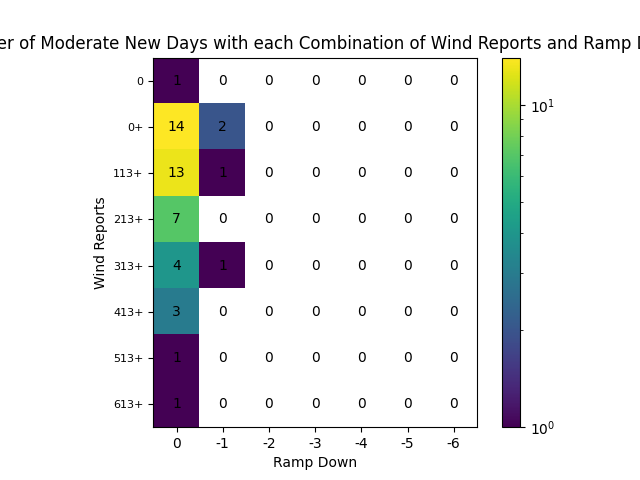 er of Moderate New Days with each Combination of Wind Reports and Ramp
0 1 0 0 0 0 0 0
0+ 14 2 0 0 0 0 0
113+ 13 1 0 0 0 0 0
213+ 7 0 0 0 0 0 0
313+ 4 1 0 0 0 0 0
413+ 3 0 0 0 0 0 0
513+ 1 0 0 0 0 0 0
613+ 1 0 0 0 0 0 0
0 -1 -2 -3 -4 -5 -6
Ramp Down
Wind Reports
10^1
10^0